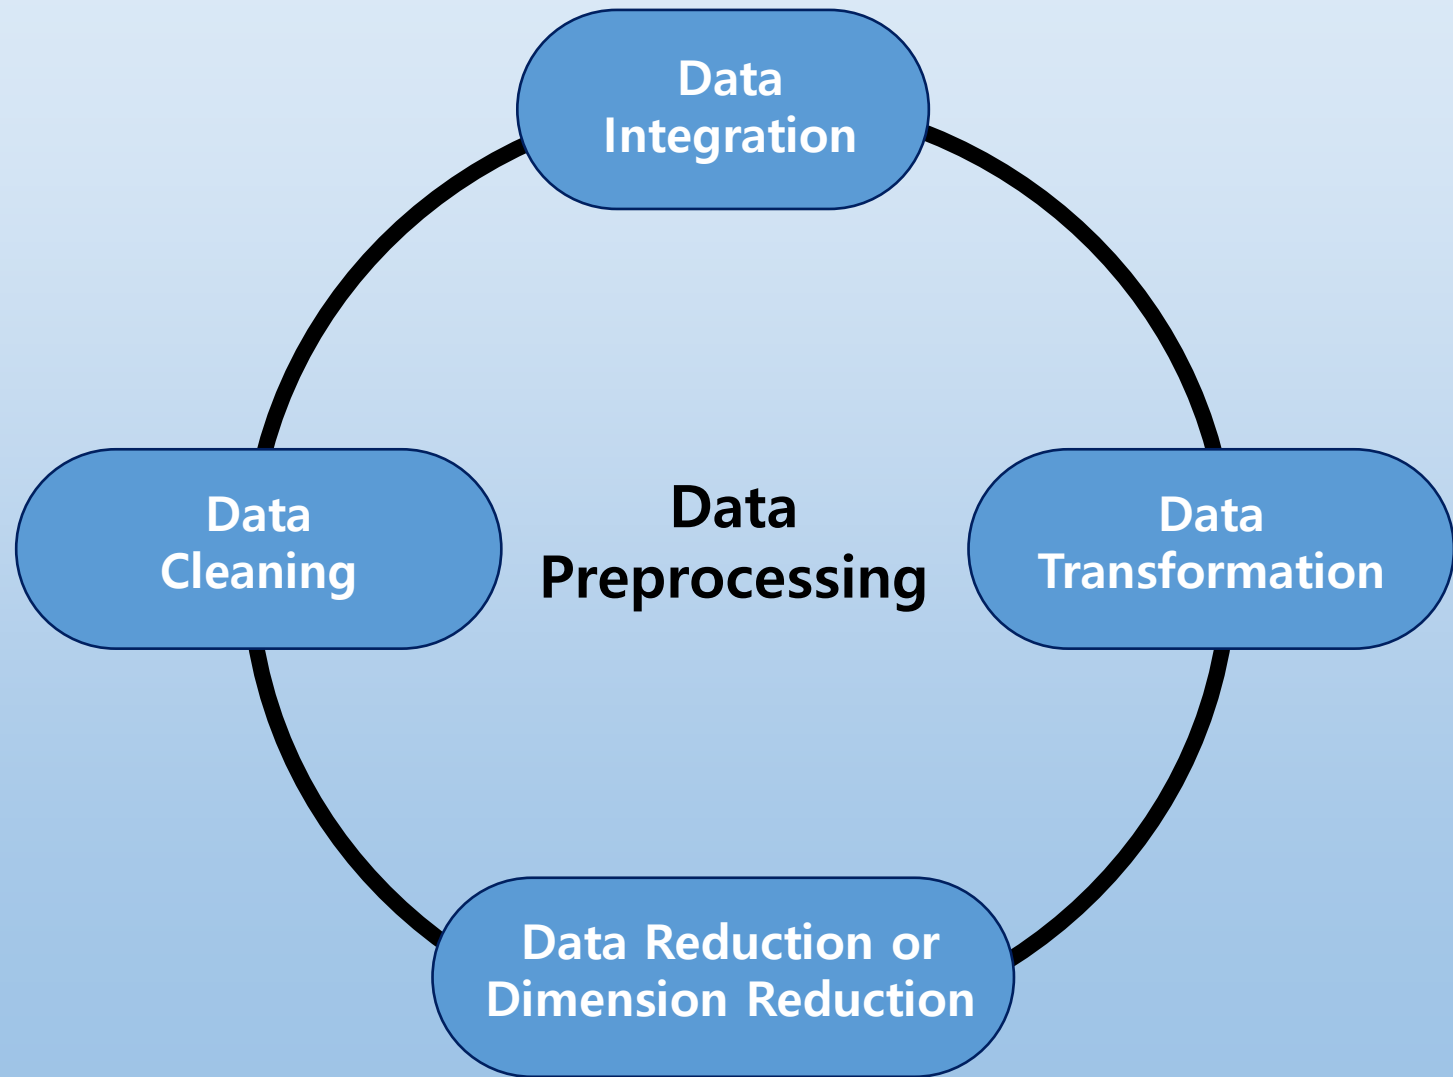 Data
Integration
Data
Cleaning
Data
Preprocessing
Data
Transformation
Data Reduction or
Dimension Reduction